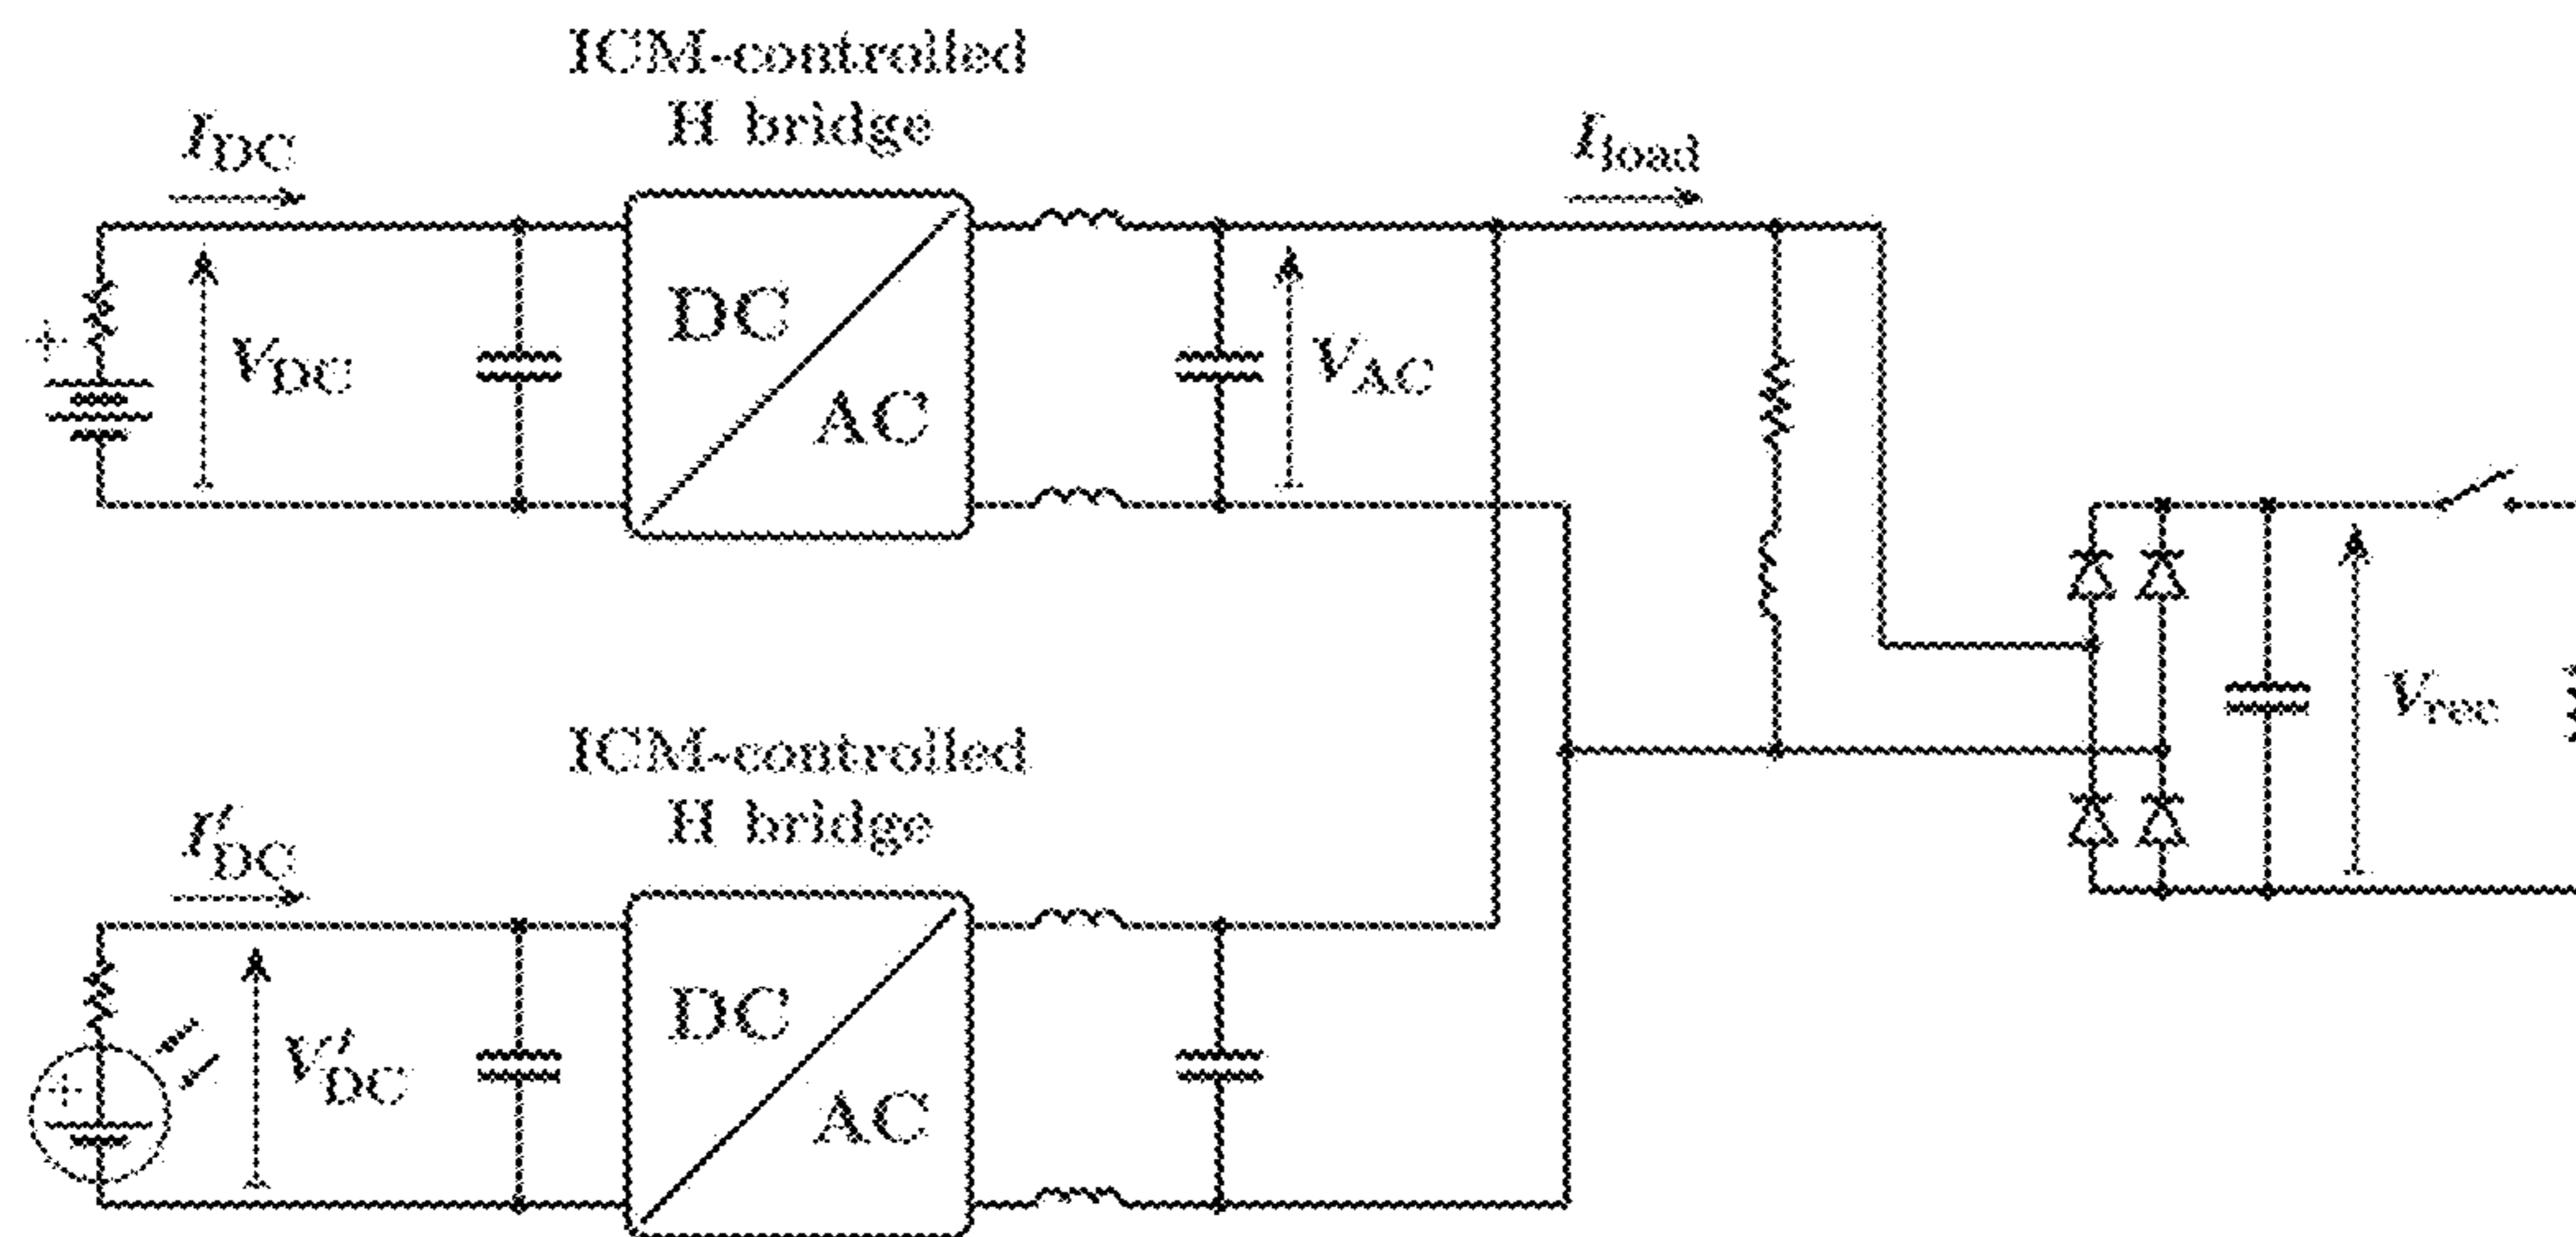 ICM-controlled
H bridge
I_DC
I_load
+
V_DC
DC
AC
V_AC
V_rec
ICM-controlled
H bridge
I′_DC
+
V′_DC
DC
AC